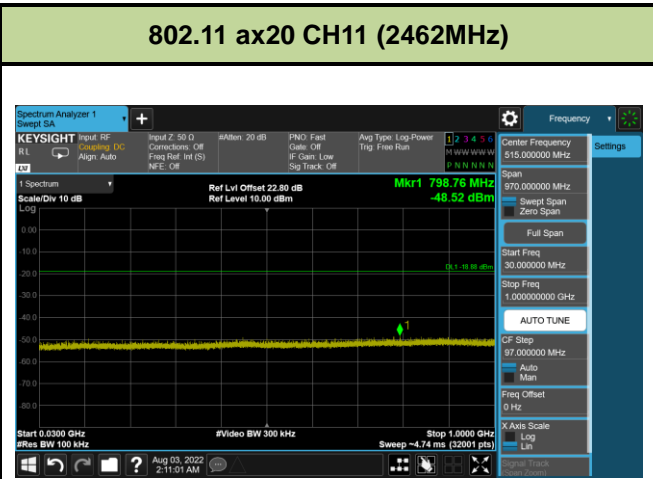 802.11 ax20 CH11 (2462MHz)
Spectrum Analyzer 1
Swept SA
Frequency
Settings
KEYSIGHT
RL
LXI
Input: RF
Coupling: DC
Align: Auto
Input Z: 50 Ω
Corrections: Off
Freq Ref: Int (S)
NFE: Off
#Atten: 20 dB
PNO: Fast
Gate: Off
IF Gain: Low
Sig Track: Off
Avg Type: Log-Power
Trig: Free Run
1 2 3 4 5 6
M W W W W W
P N N N N N
1 Spectrum
Scale/Div 10 dB
Log
Ref Lvl Offset 22.80 dB
Ref Level 10.00 dBm
Mkr1 798.76 MHz
-48.52 dBm
0.00
-10.0
-20.0
-30.0
-40.0
-50.0
-60.0
-70.0
-80.0
DL1 -18.88 dBm
1
Start 0.0300 GHz
#Res BW 100 kHz
#Video BW 300 kHz
Stop 1.0000 GHz
Sweep ~4.74 ms (32001 pts)
Aug 03, 2022
2:11:01 AM
Center Frequency
515.000000 MHz
Span
970.000000 MHz
Swept Span
Zero Span
Full Span
Start Freq
30.000000 MHz
Stop Freq
1.000000000 GHz
AUTO TUNE
CF Step
97.000000 MHz
Auto
Man
Freq Offset
0 Hz
X Axis Scale
Log
Lin
Signal Track
(Span Zoom)